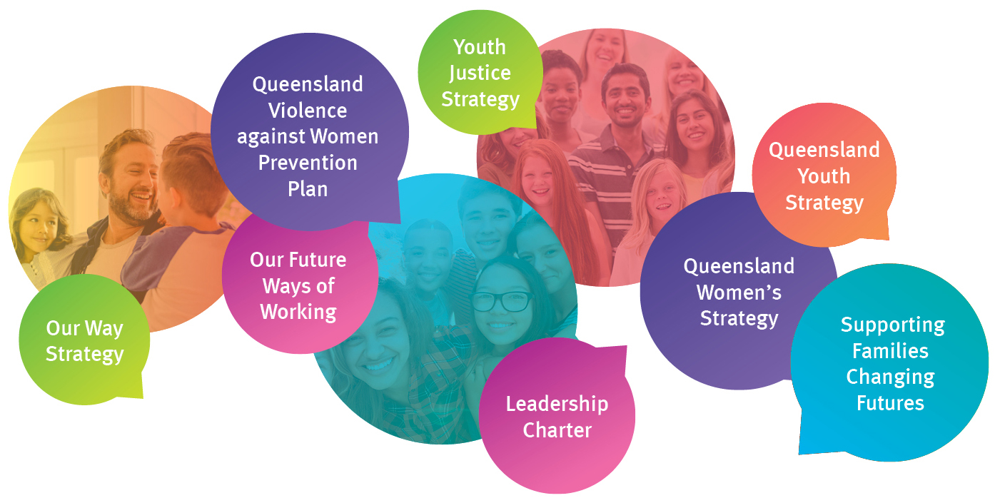 Queensland
Violence
against Women
Prevention
Plan
Youth
Justice
Strategy
Queensland
Youth
Strategy
Our Future
Ways of
Working
Queensland
Women’s
Strategy
Our Way
Strategy
Supporting
Families
Changing
Futures
Leadership
Charter